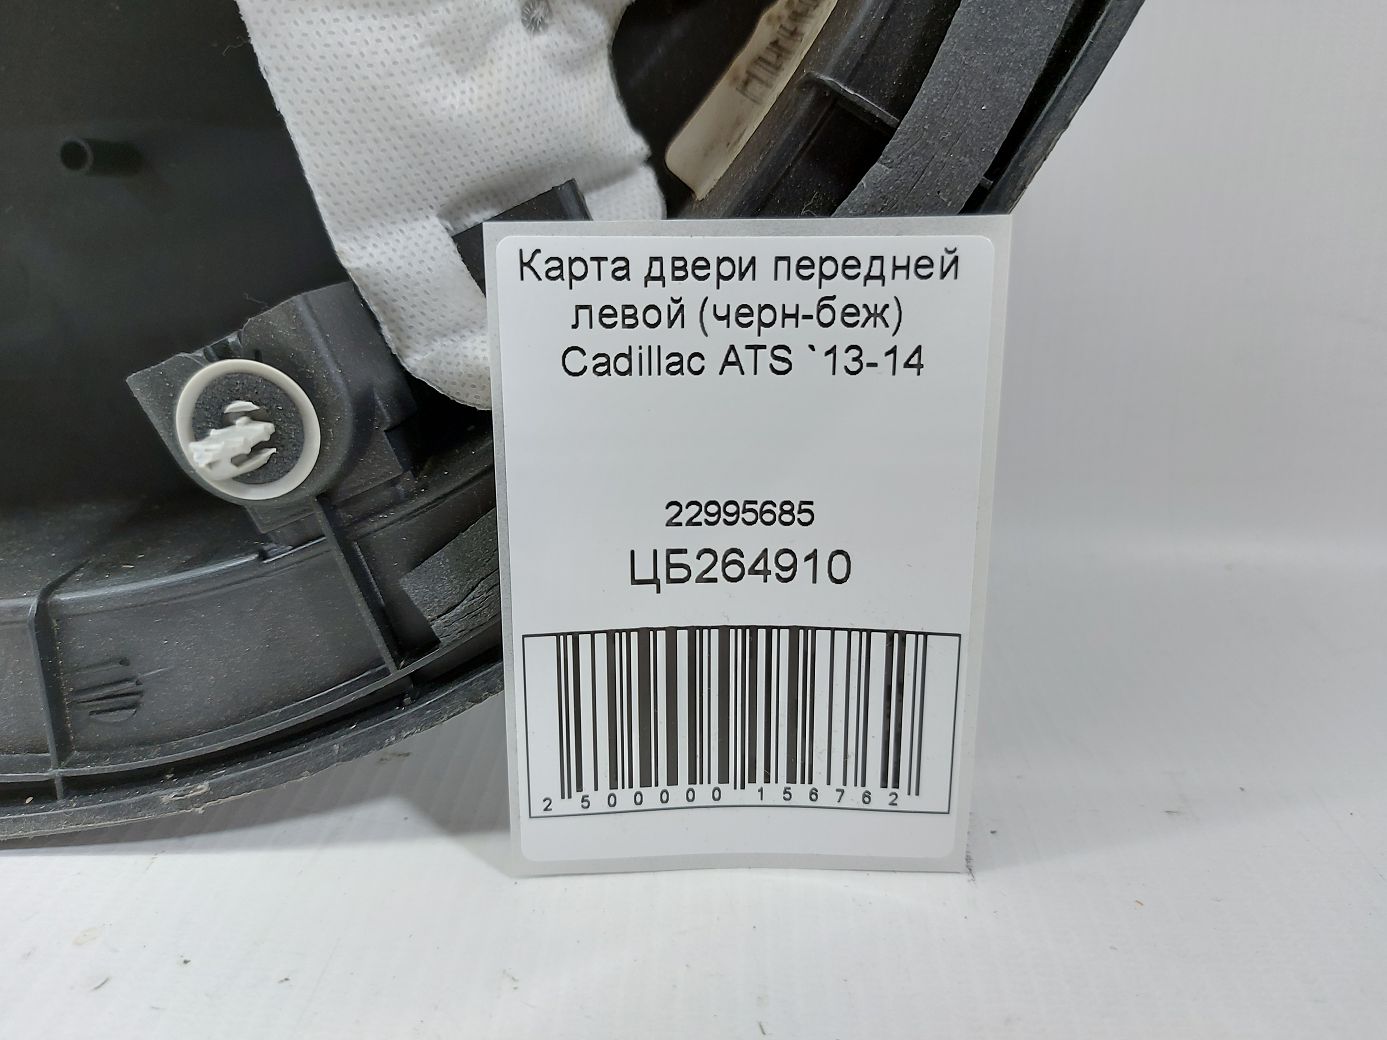 Карта двери передней
левой (черн-беж)
Cadillac ATS `13-14
22995685
ЦБ264910
2 500000 156762